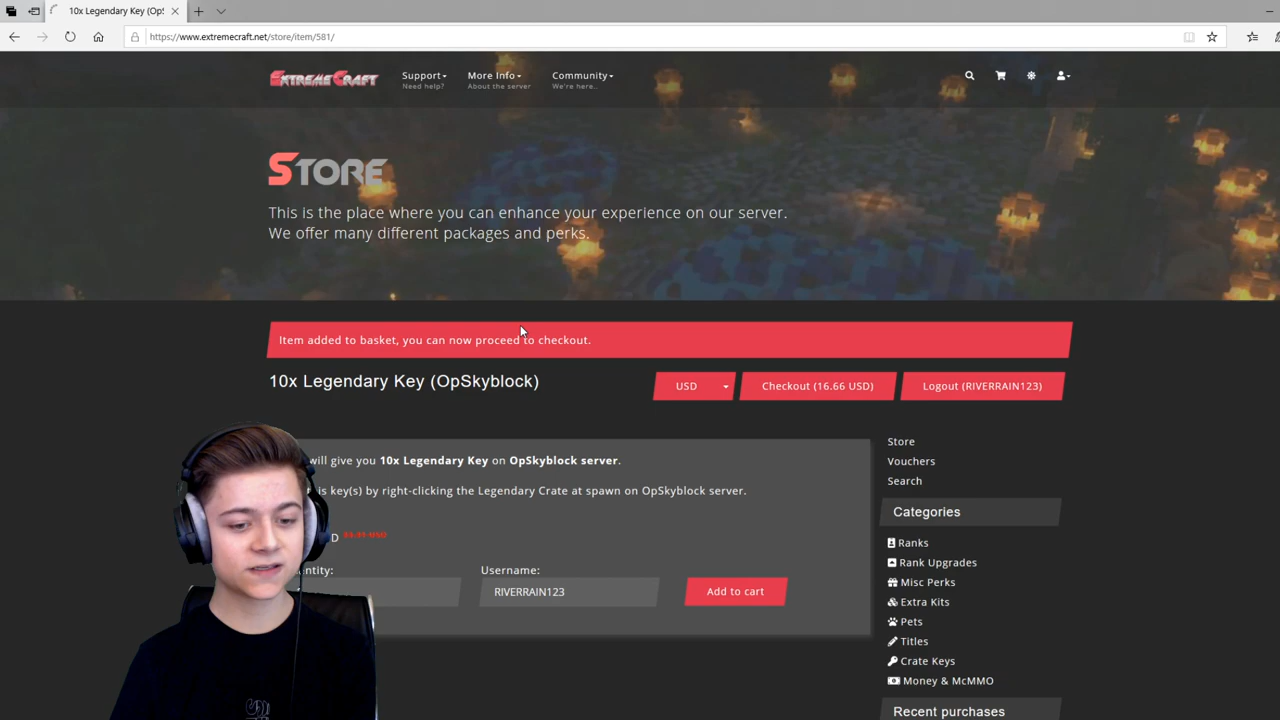 10x Legendary Key (OpS
https://www.extremecraft.net/store/item/581/
EXTREMECRAFT
Support
Need help?
More Info
About the server
Community
We're here..
STORE
This is the place where you can enhance your experience on our server.
We offer many different packages and perks.
Item added to basket, you can now proceed to checkout.
10x Legendary Key (OpSkyblock)
USD
Checkout (16.66 USD)
Logout (RIVERRAIN123)
will give you 10x Legendary Key on OpSkyblock server.
key(s) by right-clicking the Legendary Crate at spawn on OpSkyblock server.
Username:
RIVERRAIN123
Add to cart
Store
Vouchers
Search
Categories
Ranks
Rank Upgrades
Misc Perks
Extra Kits
Pets
Titles
Crate Keys
Money & McMMO
Recent purchases